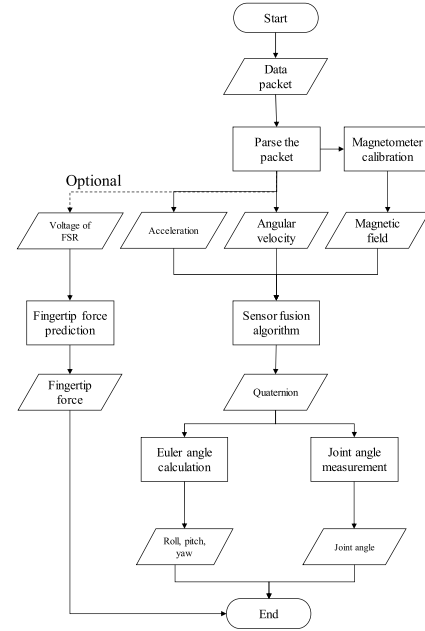 Start
Data
packet
Parse the
packet
Magnetometer
calibration
Optional
Voltage of
FSR
Acceleration
Angular
velocity
Magnetic
field
Fingertip force
prediction
Sensor fusion
algorithm
Fingertip
force
Quaternion
Euler angle
calculation
Joint angle
measurement
Roll, pitch,
yaw
Joint angle
End